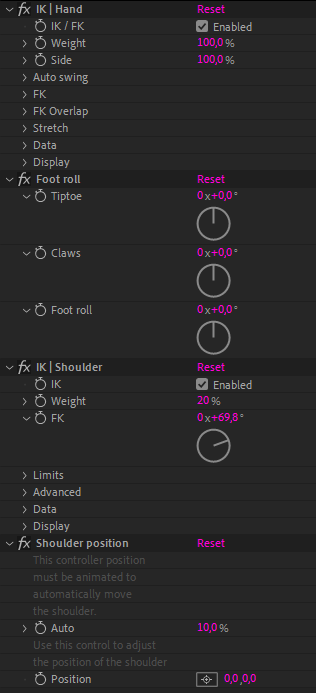 fx IK | Hand Reset
IK / FK Enabled
Weight 100,0 %
Side 100,0 %
Auto swing
FK
FK Overlap
Stretch
Data
Display
fx Foot roll Reset
Tiptoe 0x+0,0°
Claws 0x+0,0°
Foot roll 0x+0,0°
fx IK | Shoulder Reset
IK Enabled
Weight 20 %
FK 0x+69,8°
Limits
Advanced
Data
Display
fx Shoulder position Reset
This controller position
must be animated to
automatically move
the shoulder.
Auto 10,0 %
Use this control to adjust
the position of the shoulder
Position 0,0 ,0,0